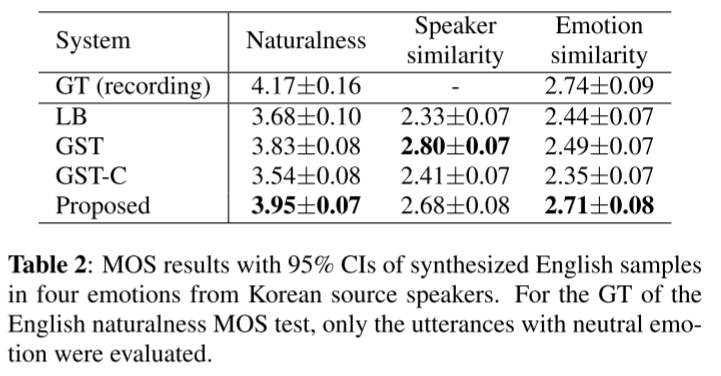 System Naturalness Speaker similarity Emotion similarity
GT (recording) 4.17±0.16 - 2.74±0.09
LB 3.68±0.10 2.33±0.07 2.44±0.07
GST 3.83±0.08 2.80±0.07 2.49±0.07
GST-C 3.54±0.08 2.41±0.07 2.35±0.07
Proposed 3.95±0.07 2.68±0.08 2.71±0.08
Table 2: MOS results with 95% CIs of synthesized English samples
in four emotions from Korean source speakers. For the GT of the
English naturalness MOS test, only the utterances with neutral emo-
tion were evaluated.